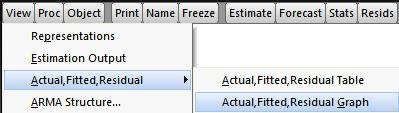 View Proc Object Print Name Freeze Estimate Forecast Stats Resids
Representations
Estimation Output
Actual,Fitted,Residual
Actual,Fitted,Residual Table
ARMA Structure...
Actual,Fitted,Residual Graph